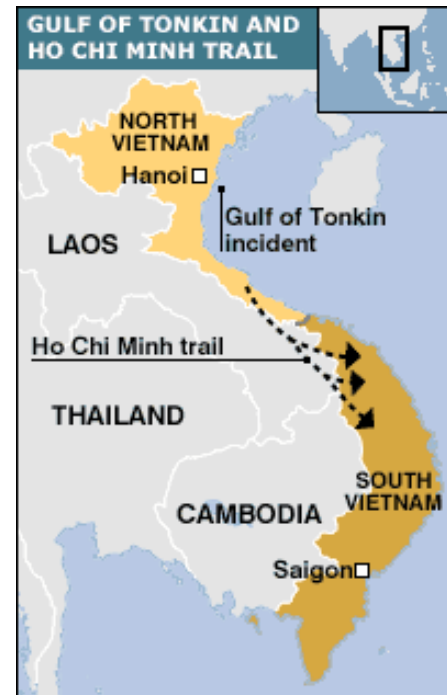 GULF OF TONKIN AND
HO CHI MINH TRAIL
NORTH
VIETNAM
Hanoi
Gulf of Tonkin
incident
LAOS
Ho Chi Minh trail
THAILAND
SOUTH
VIETNAM
CAMBODIA
Saigon